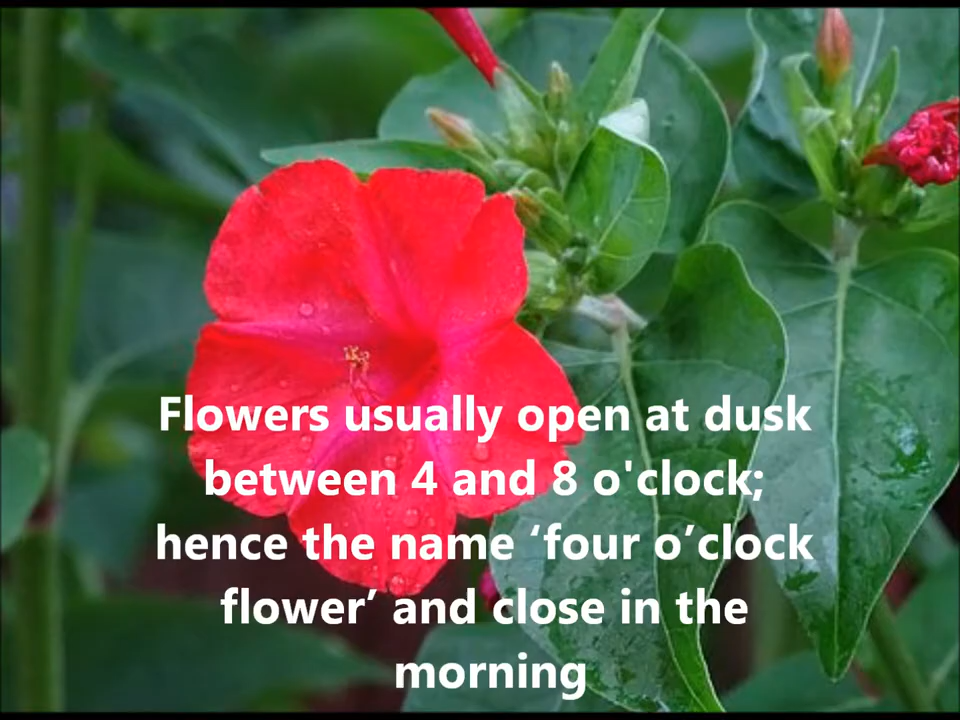 Flowers usually open at dusk
between 4 and 8 o'clock;
hence the name ‘four o’clock
flower’ and close in the
morning